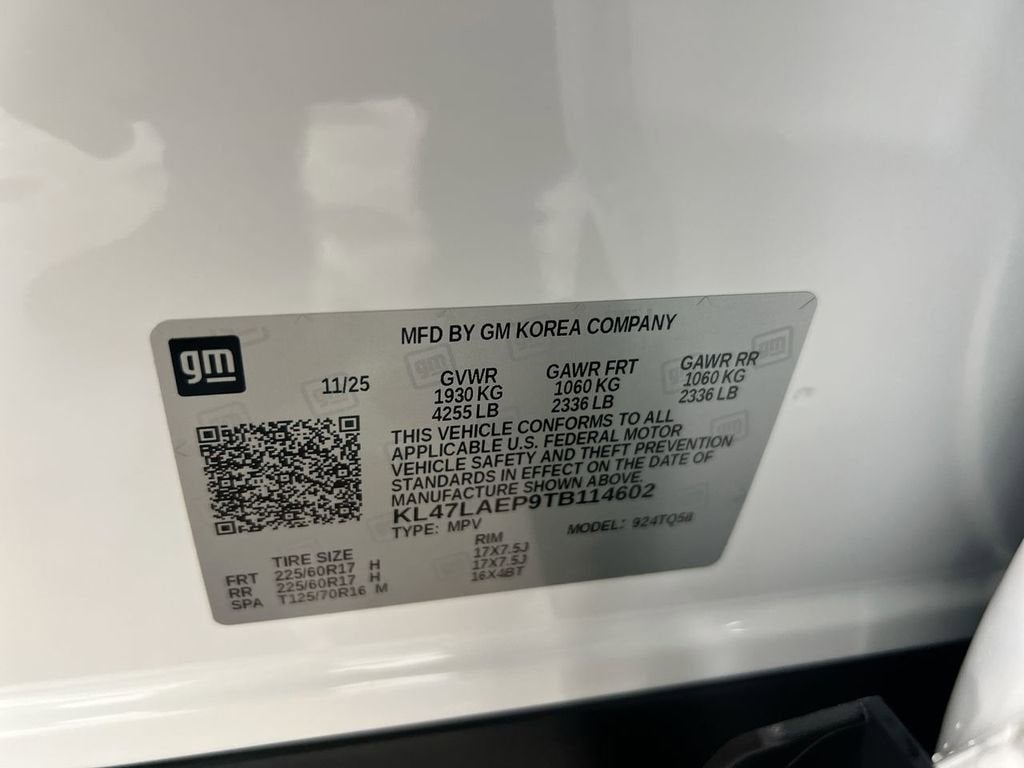 gm
MFD BY GM KOREA COMPANY
11/25
GVWR GAWR FRT GAWR RR
1930 KG 1060 KG 1060 KG
4255 LB 2336 LB 2336 LB
THIS VEHICLE CONFORMS TO ALL
APPLICABLE U.S. FEDERAL MOTOR
VEHICLE SAFETY AND THEFT PREVENTION
STANDARDS IN EFFECT ON THE DATE OF
MANUFACTURE SHOWN ABOVE.
KL47LAEP9TB114602
TYPE: MPV MODEL: 924TQ58
TIRE SIZE RIM
FRT 225/60R17 H 17X7.5J
RR 225/60R17 H 17X7.5J
SPA T125/70R16 M 16X4BT